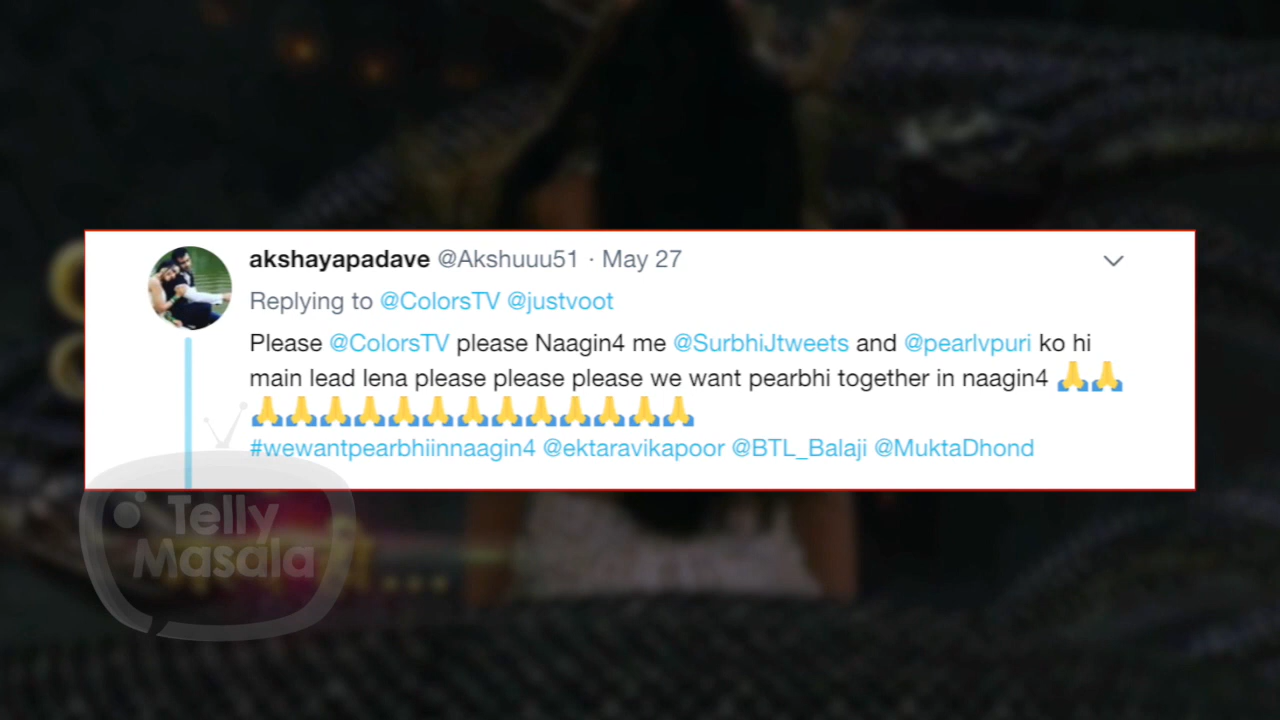 akshayapadave @Akshuuu51 · May 27
Replying to @ColorsTV @justvoot
Please @ColorsTV please Naagin4 me @SurbhiJtweets and @pearlvpuri ko hi
main lead lena please please please we want pearbhi together in naagin4 🙏🙏
🙏🙏🙏🙏🙏🙏🙏🙏🙏🙏🙏🙏🙏
#wewantpearbhiinnaagin4 @ektaravikapoor @BTL_Balaji @MuktaDhond
Telly
Masala